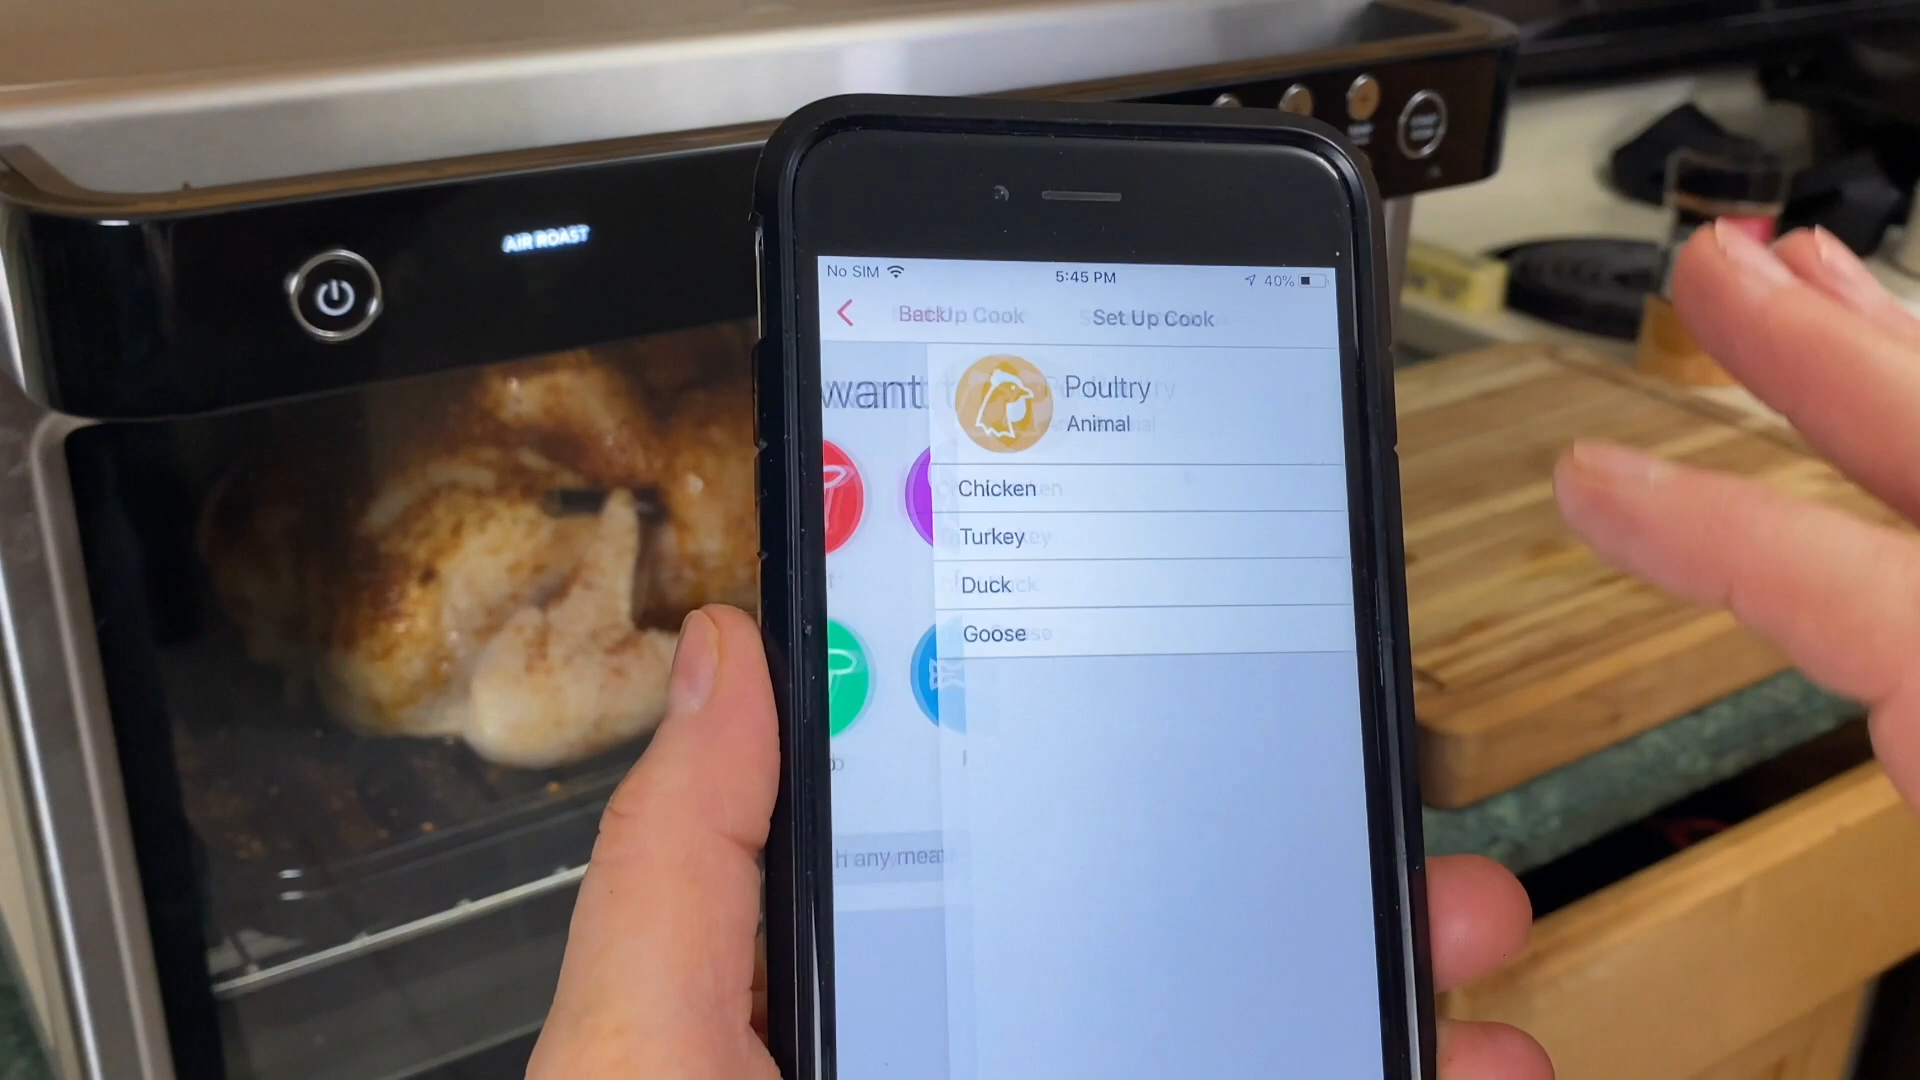 AIR ROAST
No SIM 5:45 PM 40%
Back Set Up Cook Set Up Cook
want
Poultry
Animal
Chicken
Turkey
Duck
Goose
any meat